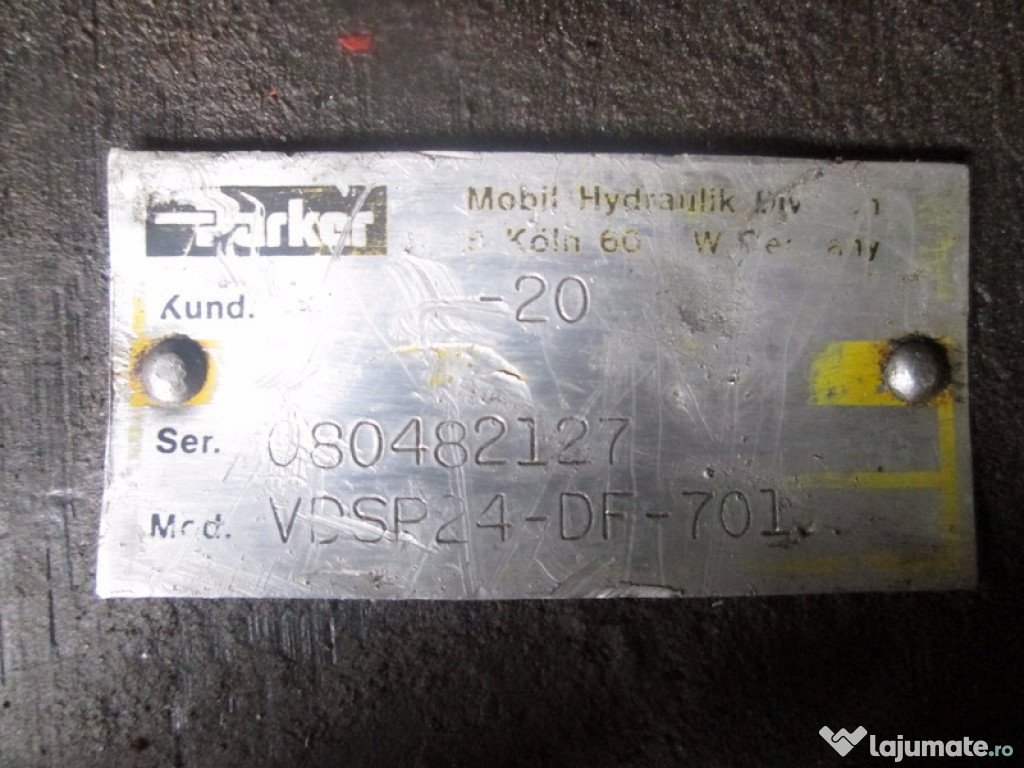 Parker
Mobil Hydraulik
Köln 60 W
Kund. -20
Ser. 080482127
Mod. VDSP24-DF-701
lajumate.ro